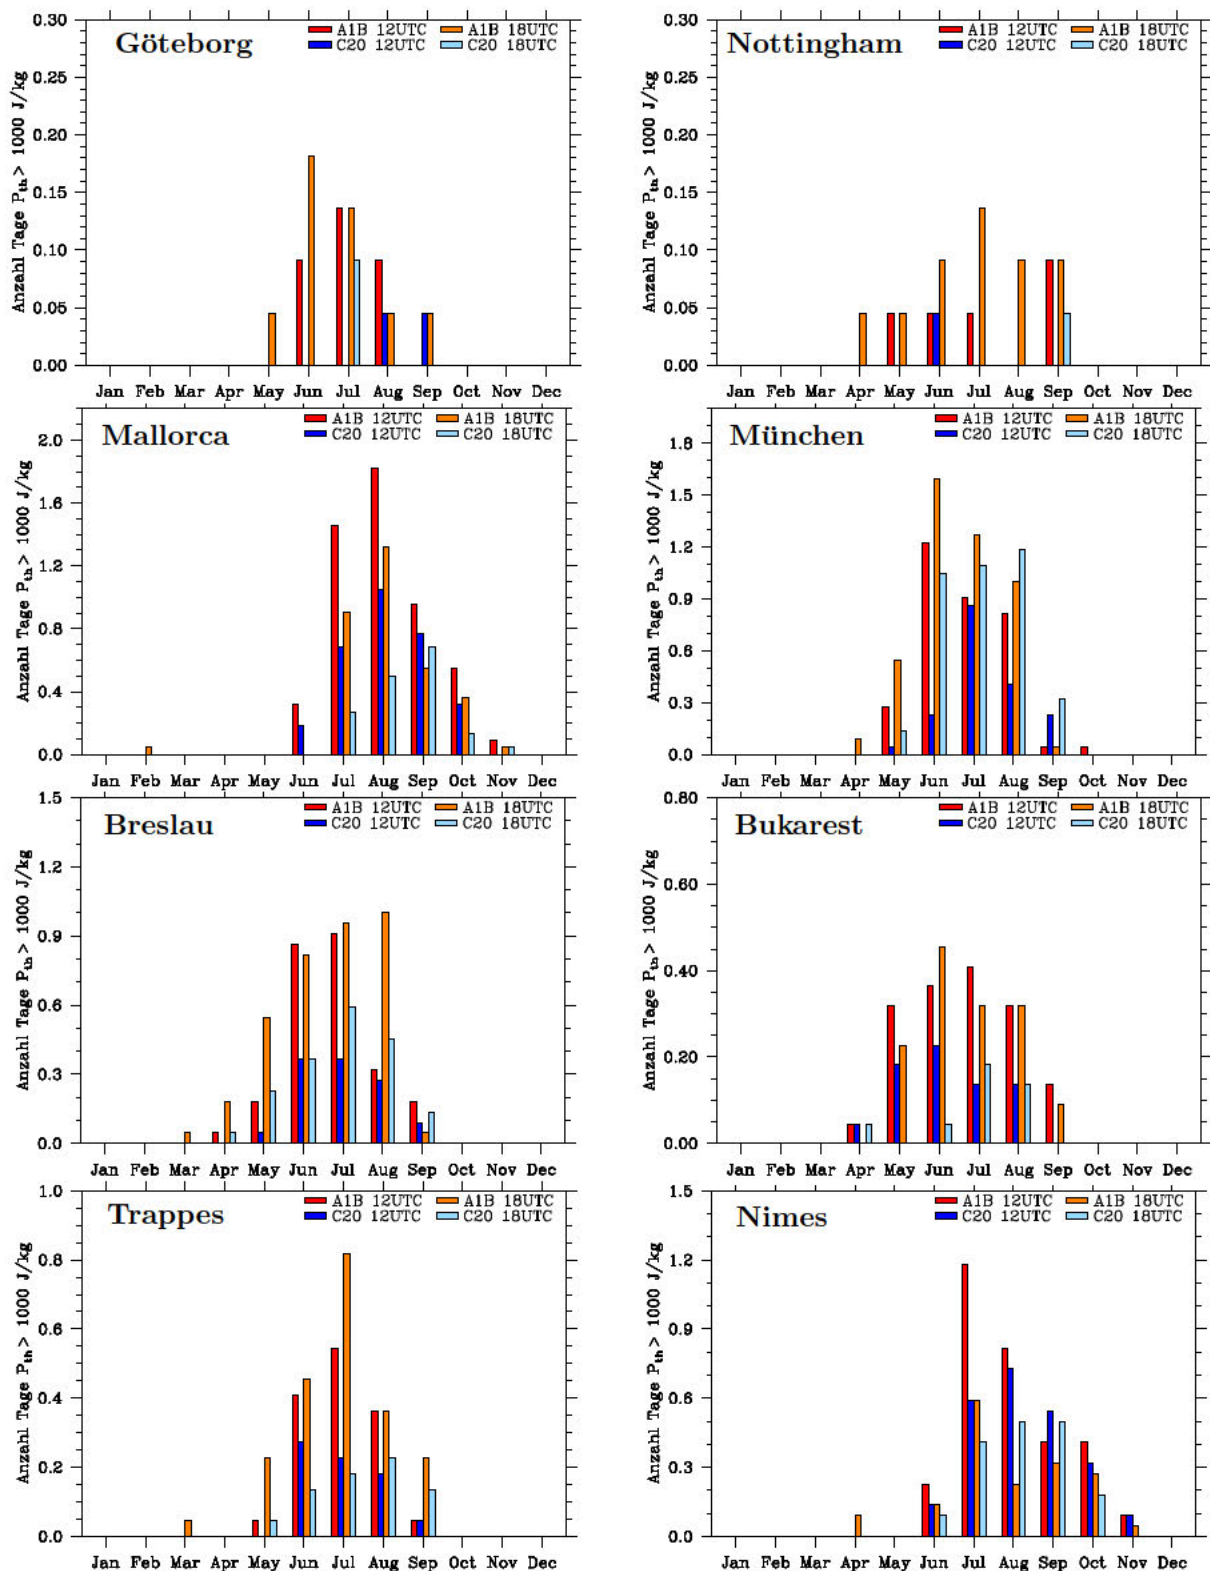 Göteborg
A1B 12UTC A1B 18UTC
C20 12UTC C20 18UTC
Anzahl Tage P_th > 1000 J/kg
0.30
0.25
0.20
0.15
0.10
0.05
0.00
Jan Feb Mar Apr May Jun Jul Aug Sep Oct Nov Dec
Nottingham
A1B 12UTC A1B 18UTC
C20 12UTC C20 18UTC
Anzahl Tage P_th > 1000 J/kg
0.30
0.25
0.20
0.15
0.10
0.05
0.00
Jan Feb Mar Apr May Jun Jul Aug Sep Oct Nov Dec
Mallorca
A1B 12UTC A1B 18UTC
C20 12UTC C20 18UTC
Anzahl Tage P_th > 1000 J/kg
2.0
1.6
1.2
0.8
0.4
0.0
Jan Feb Mar Apr May Jun Jul Aug Sep Oct Nov Dec
München
A1B 12UTC A1B 18UTC
C20 12UTC C20 18UTC
Anzahl Tage P_th > 1000 J/kg
1.8
1.5
1.2
0.9
0.6
0.3
0.0
Jan Feb Mar Apr May Jun Jul Aug Sep Oct Nov Dec
Breslau
A1B 12UTC A1B 18UTC
C20 12UTC C20 18UTC
Anzahl Tage P_th > 1000 J/kg
1.5
1.2
0.9
0.6
0.3
0.0
Jan Feb Mar Apr May Jun Jul Aug Sep Oct Nov Dec
Bukarest
A1B 12UTC A1B 18UTC
C20 12UTC C20 18UTC
Anzahl Tage P_th > 1000 J/kg
0.80
0.60
0.40
0.20
0.00
Jan Feb Mar Apr May Jun Jul Aug Sep Oct Nov Dec
Trappes
A1B 12UTC A1B 18UTC
C20 12UTC C20 18UTC
Anzahl Tage P_th > 1000 J/kg
1.0
0.8
0.6
0.4
0.2
0.0
Jan Feb Mar Apr May Jun Jul Aug Sep Oct Nov Dec
Nimes
A1B 12UTC A1B 18UTC
C20 12UTC C20 18UTC
Anzahl Tage P_th > 1000 J/kg
1.5
1.2
0.9
0.6
0.3
0.0
Jan Feb Mar Apr May Jun Jul Aug Sep Oct Nov Dec